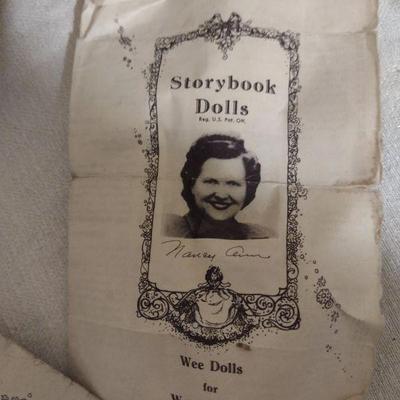 Storybook
Dolls
Reg. U.S. Pat. Off.
Nancy Ann
Wee Dolls
for